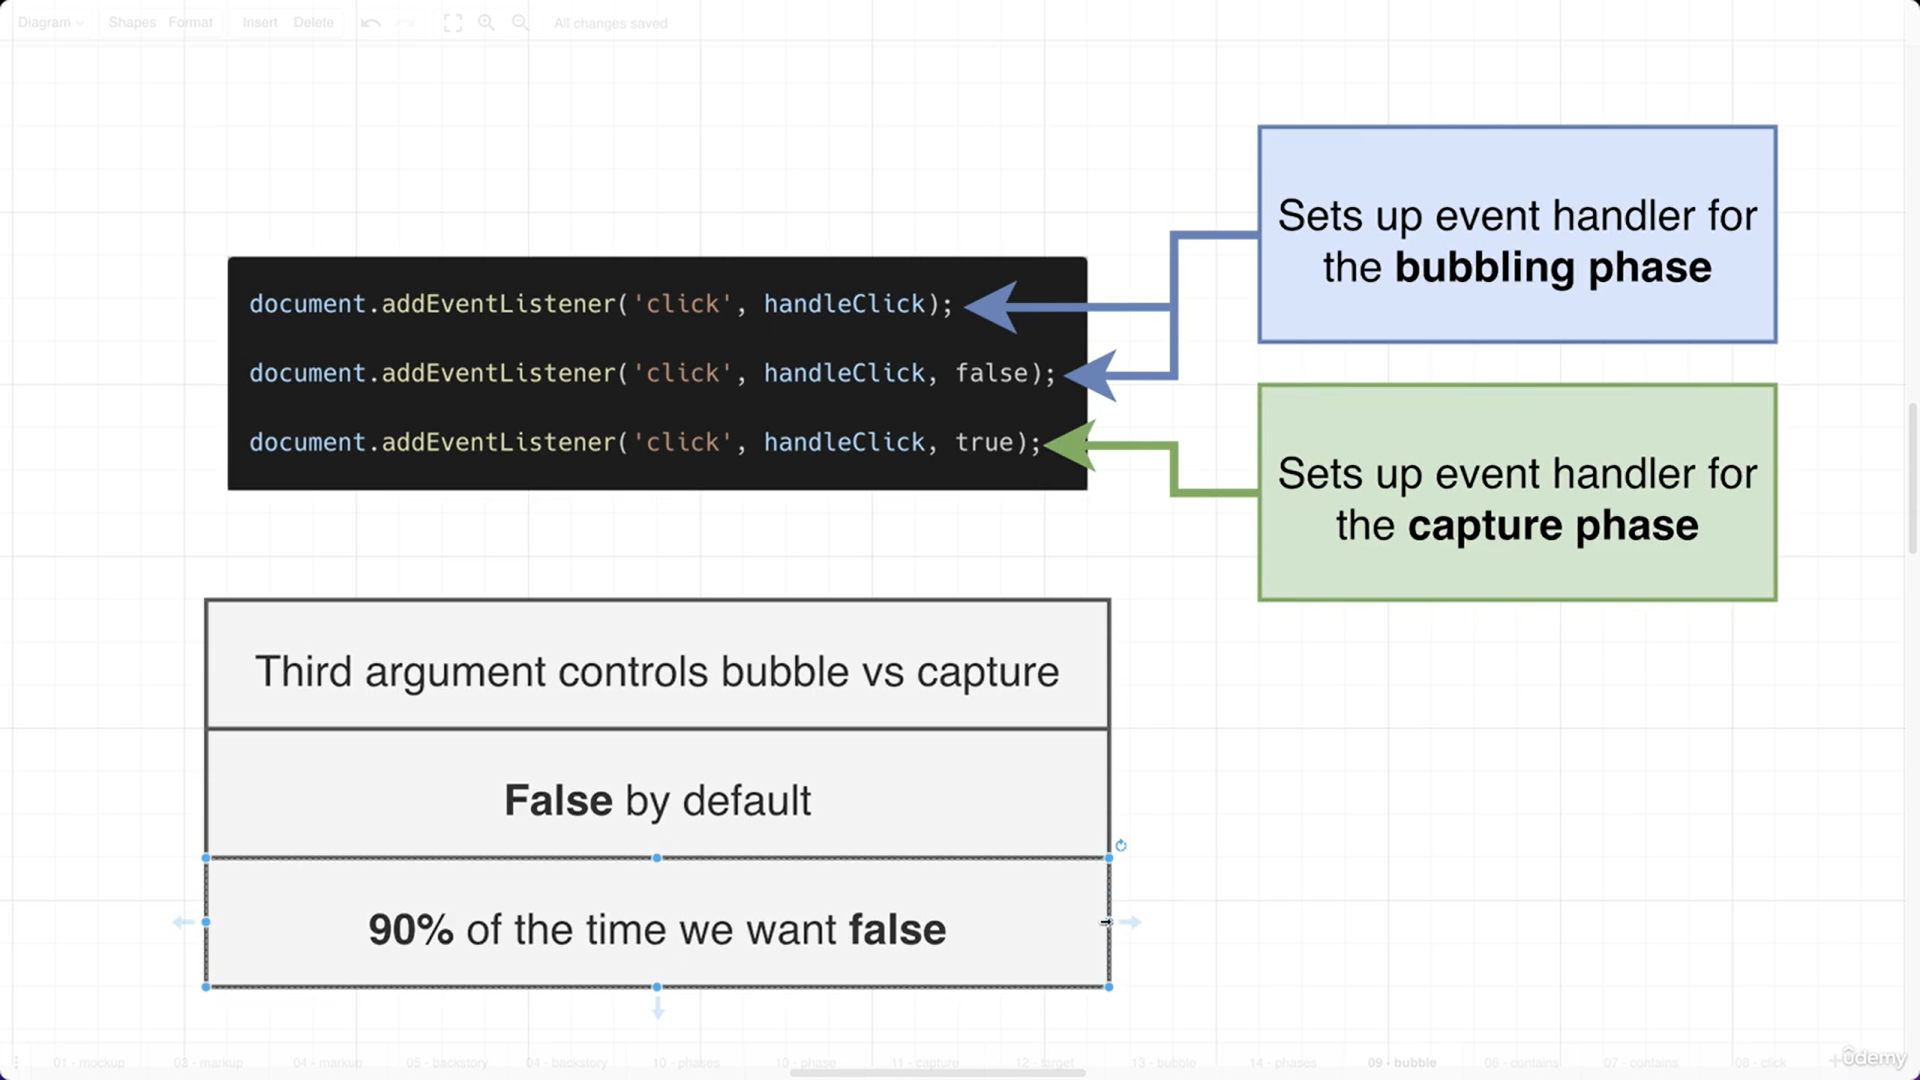 Diagram Shapes Format Insert Delete All changes saved
Sets up event handler for
the bubbling phase
document.addEventListener('click', handleClick);
document.addEventListener('click', handleClick, false);
document.addEventListener('click', handleClick, true);
Sets up event handler for
the capture phase
Third argument controls bubble vs capture
False by default
90% of the time we want false
01 - mockup 03 - markup 04 - markup 05 - backstory 04 - backstory 10 - phases 10 - phase 11 - capture 12 - target 13 - bubble 14 - phases 09 - bubble 06 - contains 07 - contains 08 - click
ûdemy